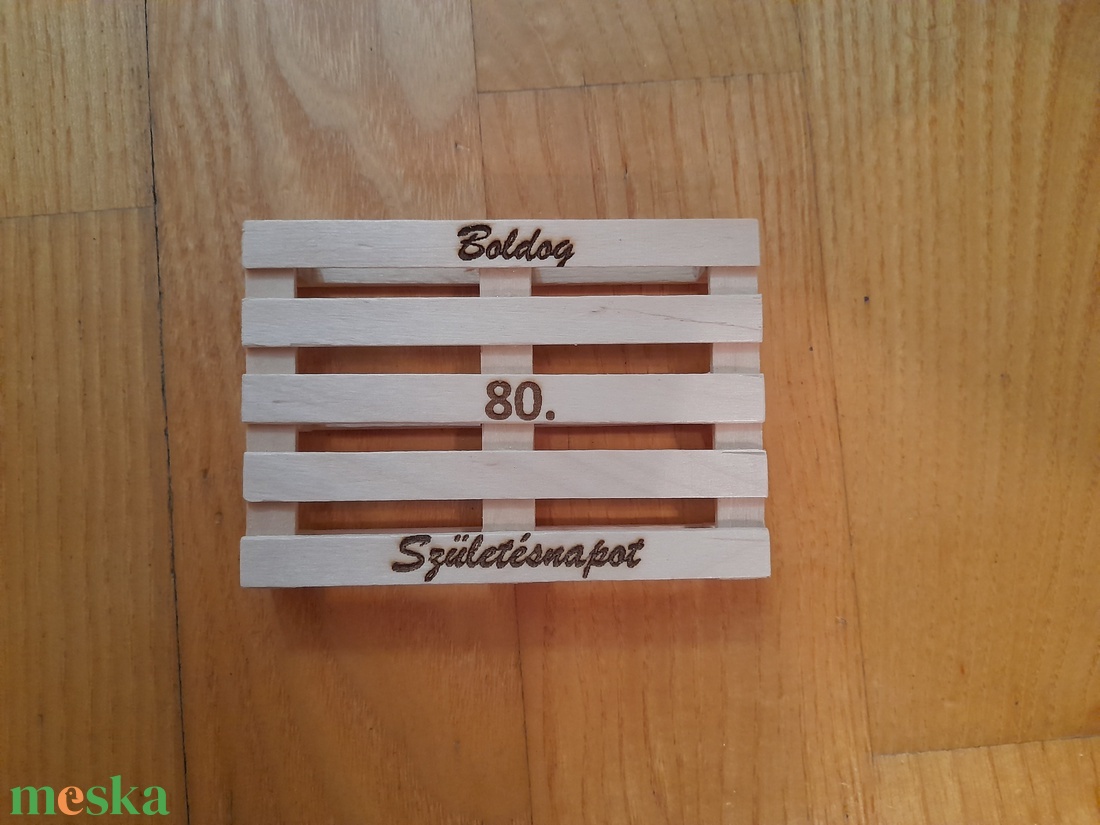 Boldog
80.
Születésnapot
meska